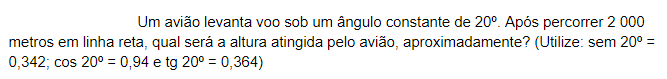 Um avião levanta voo sob um ângulo constante de 20º. Após percorrer 2 000
metros em linha reta, qual será a altura atingida pelo avião, aproximadamente? (Utilize: sem 20º =
0,342; cos 20º = 0,94 e tg 20º = 0,364)